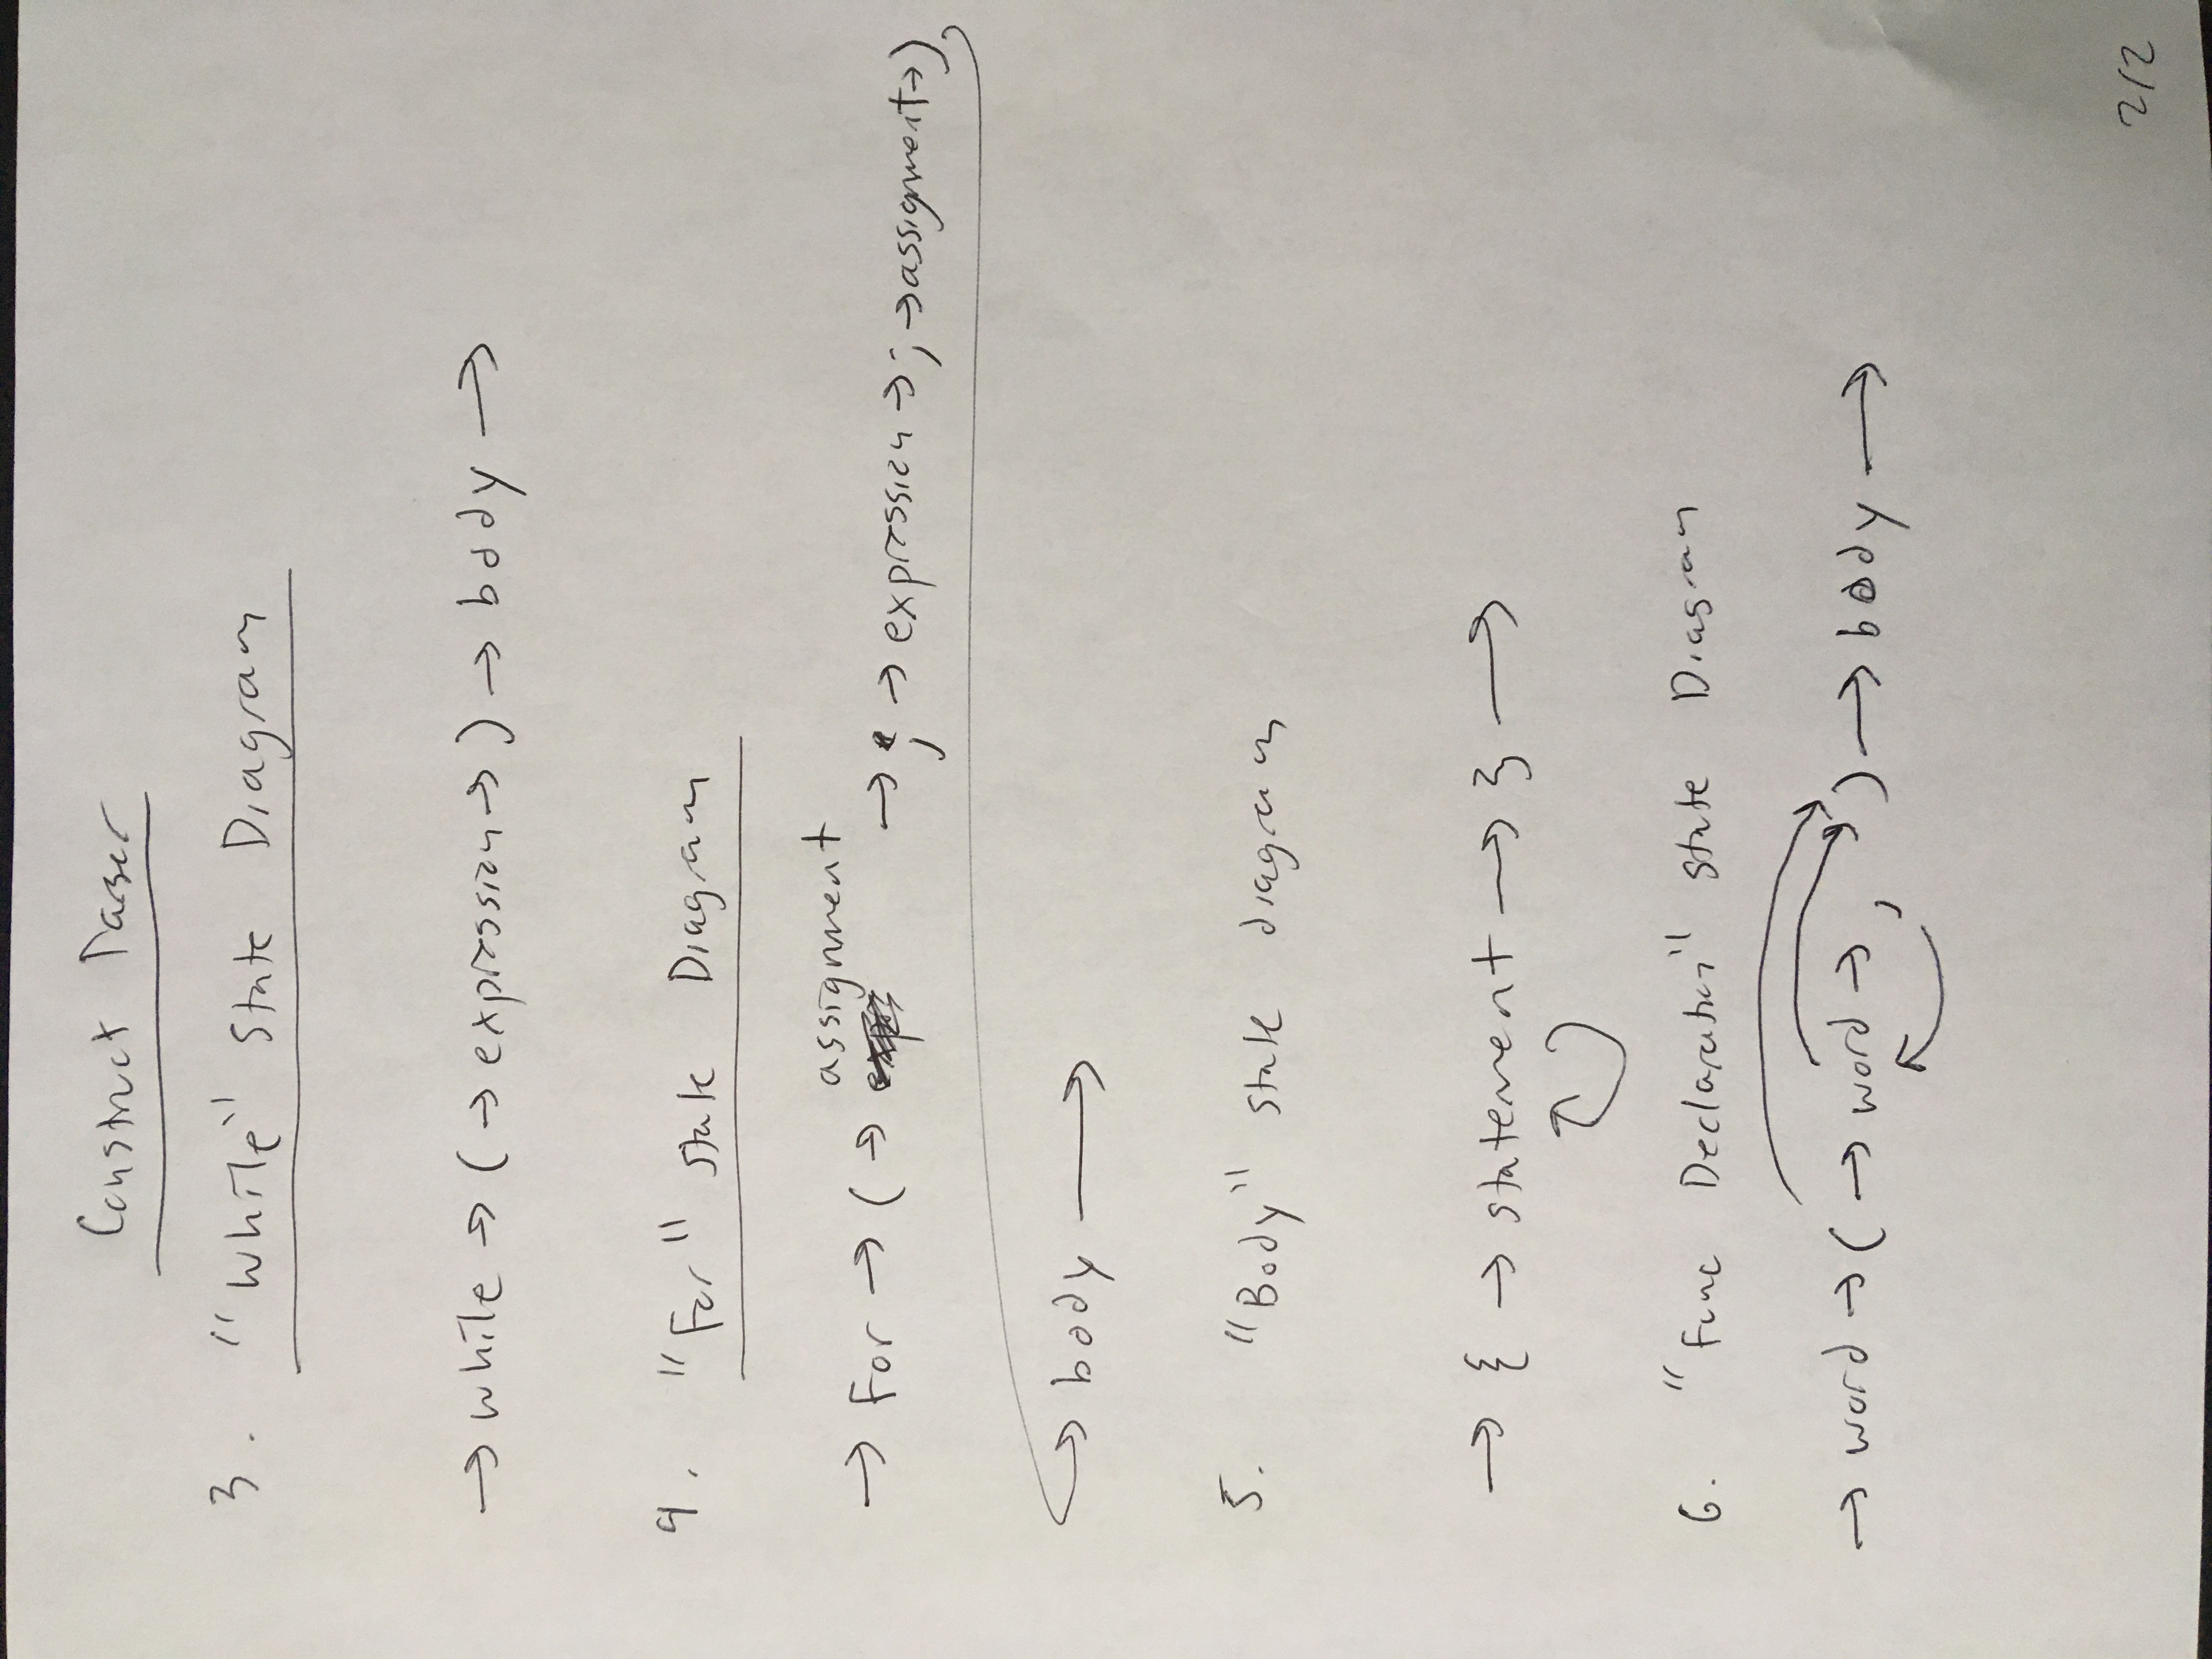 Construct Parser
3. "While" State Diagram
→ while → ( → expression → ) → body →
4. "For" state Diagram
assignment
→ For → ( → → ; → expression → ; → assignment → )
→ body →
5. "Body" state diagram
→ { → statement → } →
6. "Func Declaration" state Diagram
→ word → ( → word → , ) → body →
2/2